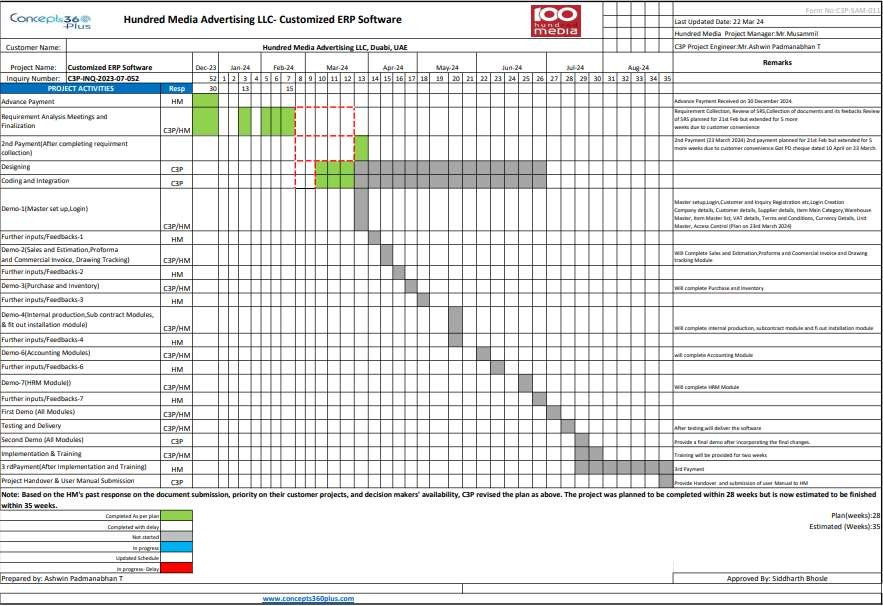 Concepts360 Plus
Hundred Media Advertising LLC- Customized ERP Software
100
hundred
media
Form No:C3P-SAM-011
Last Updated Date: 22 Mar 24
Hundred Media Project Manager:Mr.Musammil
C3P Project Engineer:Mr.Ashwin Padmanabhan T
Customer Name: Hundred Media Advertising LLC, Duabi, UAE
Project Name: Customized ERP Software Dec-23 Jan-24 Feb-24 Mar-24 Apr-24 May-24 Jun-24 Jul-24 Aug-24 Remarks
Inquiry Number: C3P-INQ-2023-07-052 52 1 2 3 4 5 6 7 8 9 10 11 12 13 14 15 16 17 18 19 20 21 22 23 24 25 26 27 28 29 30 31 32 33 34 35
PROJECT ACTIVITIES Resp 30 13 15
Advance Payment HM Advance Payment Received on 30 December 2024.
Requirement Analysis Meetings and
Finalization C3P/HM
Requirement Collection, Review of SRS,Collection of documents and its feebacks Review
of SRS planned for 21st Feb but extended for 5 more
weeks due to customer convenience
2nd Payment(After completing requirment
collection)
2nd Payment (23 March 2024) 2nd payment planned for 21st Feb but extended for 5
more weeks due to customer convenience Got PD cheque dated 10 April on 23 March.
Designing C3P
Coding and Integration C3P
Demo-1(Master set up,Login) C3P/HM
Master setup,Login,Customer and Inquiry Registration etc,Login Creation
Company details, Customer details, Supplier details, Item Main Category,Warehouse
Master, Item Master list, VAT details, Terms and Conditions, Currency Details, Unit
Master, Access Control (Plan on 23rd March 2024)
Further inputs/Feedbacks-1 HM
Demo-2(Sales and Estimation,Proforma
and Commercial Invoice, Drawing Tracking) C3P/HM
Will Complete Sales and Estimation,Proforma and Coomercial Invoice and Drawing
tracking Module
Further inputs/Feedbacks-2 HM
Demo-3(Purchase and Inventory) C3P/HM Will complete Purchase and Inventory
Further inputs/Feedbacks-3 HM
Demo-4(Internal production,Sub contract Modules,
& fit out installation module) C3P/HM Will complete internal production, subcontract module and fi out installation module
Further inputs/Feedbacks-4 HM
Demo-6(Accounting Modules) C3P/HM will complete Accounting Module
Further inputs/Feedbacks-6 HM
Demo-7(HRM Module)) C3P/HM Will complete HRM Module
Further inputs/Feedbacks-7 HM
First Demo (All Modules) C3P/HM
Testing and Delivery C3P/HM After testing,will deliver the software
Second Demo (All Modules) C3P Provide a final demo after incorporating the final changes.
Implementation & Training C3P/HM Training will be provided for two weeks
3 rdPayment(After Implementation and Training) HM 3rd Payment
Project Handover & User Manual Submission C3P Provide Handover and submission of user Manual to HM
Note: Based on the HM's past response on the document submission, priority on their customer projects, and decision makers' availability, C3P revised the plan as above. The project was planned to be completed within 28 weeks but is now estimated to be finished
within 35 weeks.
Completed As per plan
Completed with delay
Not started
In progress
Updated Schedule
In progress- Delay
Plan(weeks):28
Estimated (Weeks):35
Prepared by: Ashwin Padmanabhan T Approved By: Siddharth Bhosle
www.concepts360plus.com